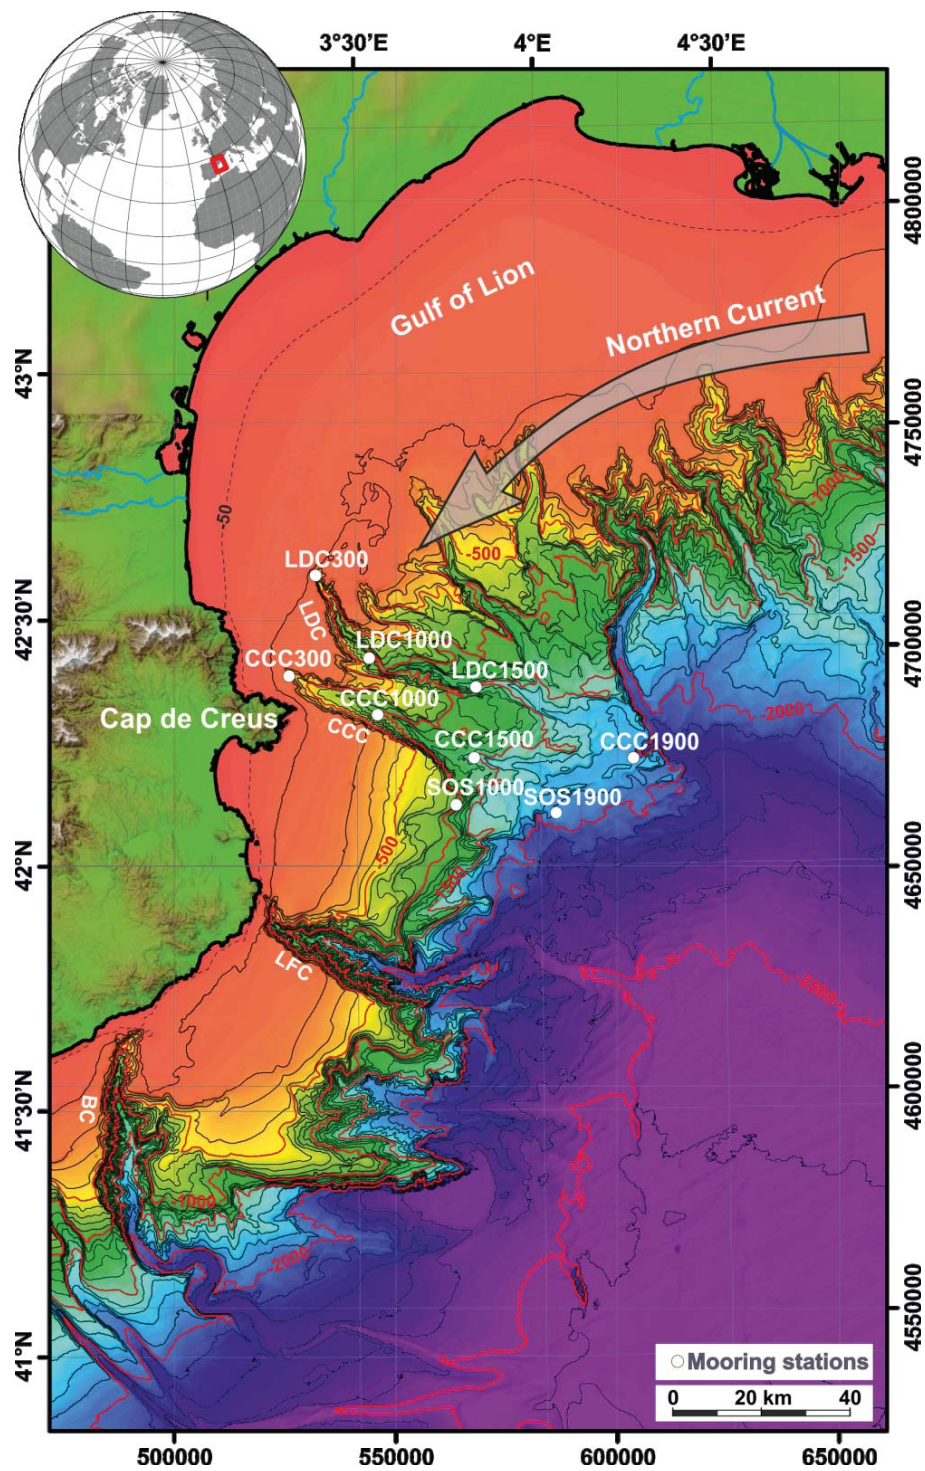 3°30'E
4°E
4°30'E
4800000
Gulf of Lion
Northern Current
43°N
4750000
-1000
-50
-500
-1500
LDC300
LDC
42°30'N
LDC1000
4700000
CCC300
LDC1500
CCC1000
-2000
Cap de Creus
CCC
CCC1500
CCC1900
SOS1000
SOS1900
-500
42°N
4650000
1500
LFC
-2500
4600000
BC
41°30'N
-1000
-2000
4550000
41°N
Mooring stations
0 20 km 40
500000
550000
600000
650000